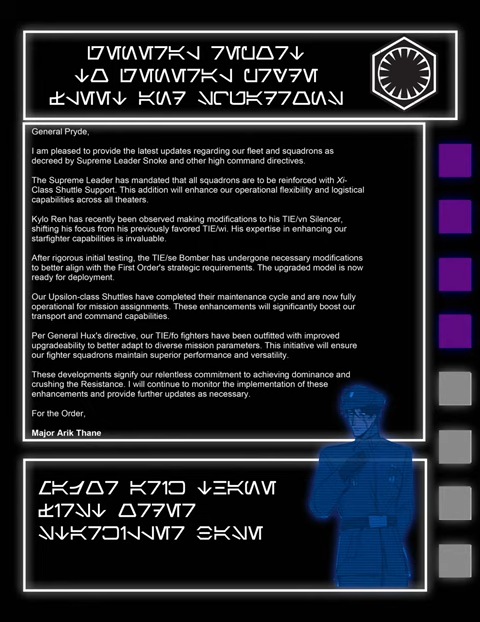 General Pryde,
I am pleased to provide the latest updates regarding our fleet and squadrons as
decreed by Supreme Leader Snoke and other high command directives.
The Supreme Leader has mandated that all squadrons are to be reinforced with Xi-
Class Shuttle Support. This addition will enhance our operational flexibility and logistical
capabilities across all theaters.
Kylo Ren has recently been observed making modifications to his TIE/vn Silencer,
shifting his focus from his previously favored TIE/wi. His expertise in enhancing our
starfighter capabilities is invaluable.
After rigorous initial testing, the TIE/se Bomber has undergone necessary modifications
to better align with the First Order's strategic requirements. The upgraded model is now
ready for deployment.
Our Upsilon-class Shuttles have completed their maintenance cycle and are now fully
operational for mission assignments. These enhancements will significantly boost our
transport and command capabilities.
Per General Hux's directive, our TIE/fo fighters have been outfitted with improved
upgradeability to better adapt to diverse mission parameters. This initiative will ensure
our fighter squadrons maintain superior performance and versatility.
These developments signify our relentless commitment to achieving dominance and
crushing the Resistance. I will continue to monitor the implementation of these
enhancements and provide further updates as necessary.
For the Order,
Major Arik Thane